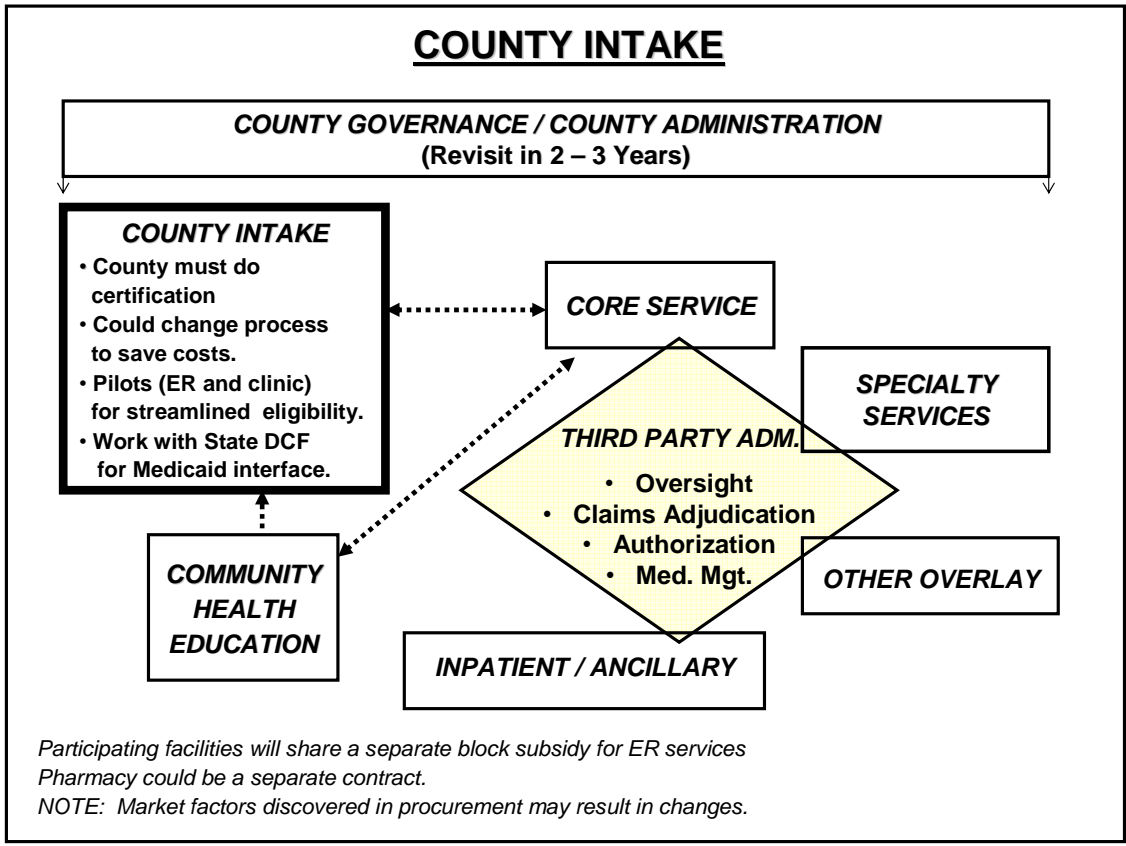 COUNTY INTAKE
COUNTY GOVERNANCE / COUNTY ADMINISTRATION
(Revisit in 2 – 3 Years)
COUNTY INTAKE
• County must do
certification
• Could change process
to save costs.
• Pilots (ER and clinic)
for streamlined eligibility.
• Work with State DCF
for Medicaid interface.
CORE SERVICE
SPECIALTY
SERVICES
THIRD PARTY ADM.
• Oversight
• Claims Adjudication
• Authorization
• Med. Mgt.
OTHER OVERLAY
COMMUNITY
HEALTH
EDUCATION
INPATIENT / ANCILLARY
Participating facilities will share a separate block subsidy for ER services
Pharmacy could be a separate contract.
NOTE: Market factors discovered in procurement may result in changes.